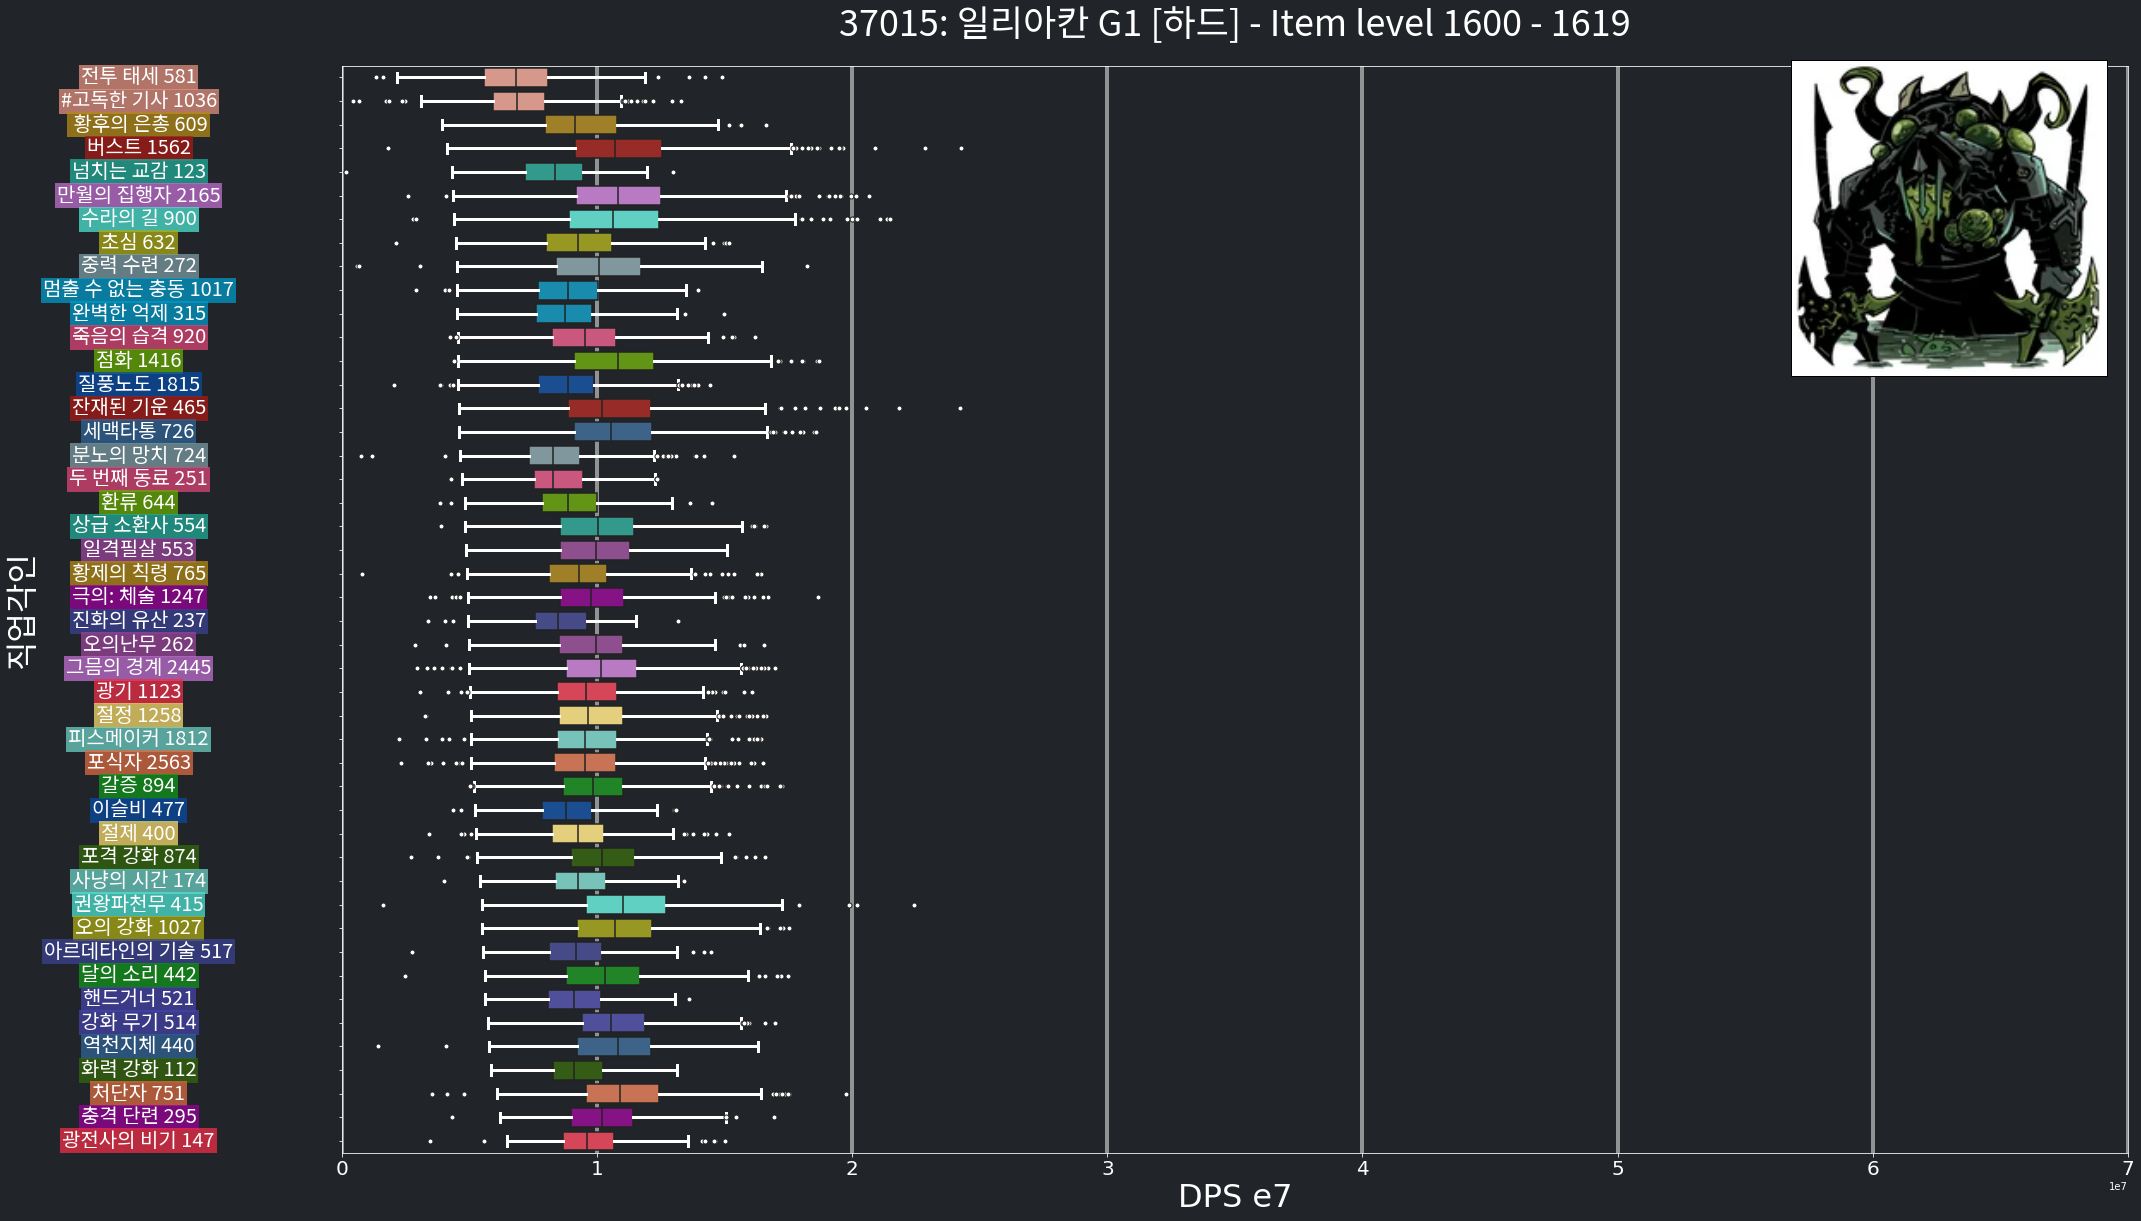 37015: 일리아칸 G1 [하드] - Item level 1600 - 1619
직업각인
전투 태세 581
#고독한 기사 1036
황후의 은총 609
버스트 1562
넘치는 교감 123
만월의 집행자 2165
수라의 길 900
초심 632
중력 수련 272
멈출 수 없는 충동 1017
완벽한 억제 315
죽음의 습격 920
점화 1416
질풍노도 1815
잔재된 기운 465
세맥타통 726
분노의 망치 724
두 번째 동료 251
환류 644
상급 소환사 554
일격필살 553
황제의 칙령 765
극의: 체술 1247
진화의 유산 237
오의난무 262
그믐의 경계 2445
광기 1123
절정 1258
피스메이커 1812
포식자 2563
갈증 894
이슬비 477
절제 400
포격 강화 874
사냥의 시간 174
권왕파천무 415
오의 강화 1027
아르데타인의 기술 517
달의 소리 442
핸드거너 521
강화 무기 514
역천지체 440
화력 강화 112
처단자 751
충격 단련 295
광전사의 비기 147
0 1 2 3 4 5 6 7
1e7
DPS e7